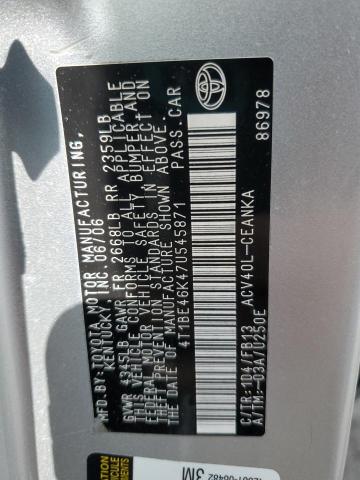 MFD.BY:TOYOTA MOTOR MANUFACTURING,
KENTUCKY, INC. 06/06
GVWR 4345LB GAWR FR 2668LB RR 2359LB
THIS VEHICLE CONFORMS TO ALL APPLICABLE
FEDERAL MOTOR VEHICLE SAFETY, BUMPER, AND
THEFT PREVENTION STANDARDS IN EFFECT ON
THE DATE OF MANUFACTURE SHOWN ABOVE.
4T1BE46K47U545871 PASS.CAR
TOYOTA
C/TR:1D4/FB13 ACV40L-CEANKA
A/TM:-03A/U250E 86978
3M